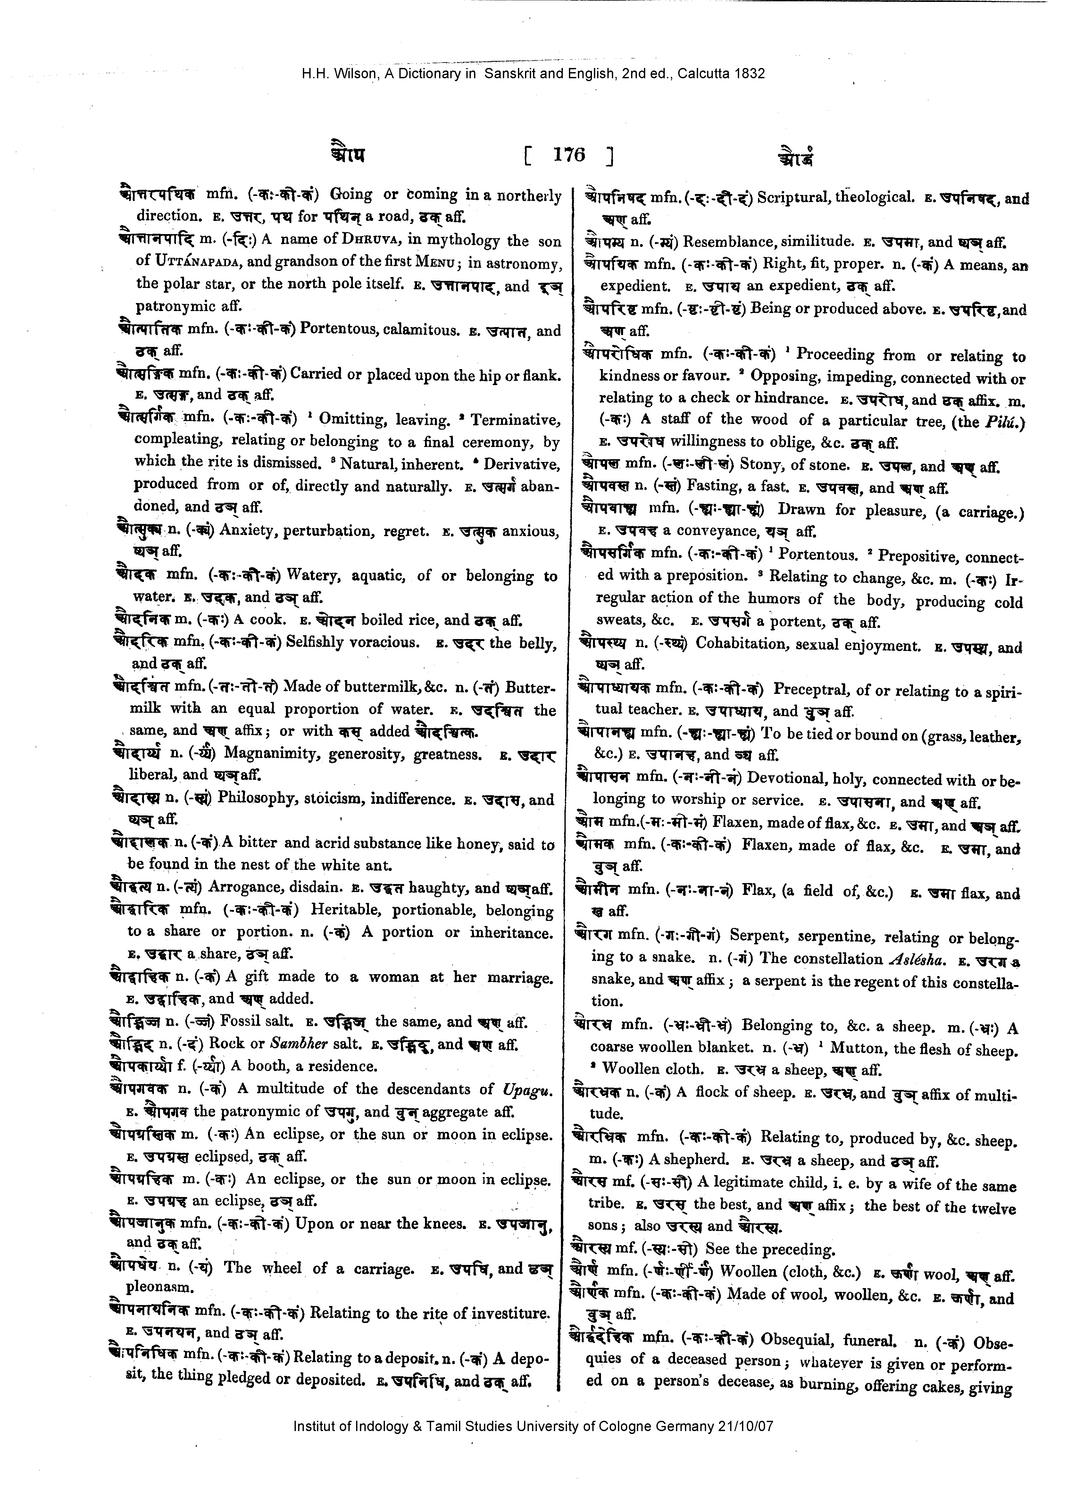 H.H. Wilson, A Dictionary in Sanskrit and English, 2nd ed., Calcutta 1832
औप [ 176 ] और्द्ध
औत्तरपथिक mfn. (-कः-की-कं) Going or coming in a northerly
direction. E. उत्तर, पथ for पथिन् a road, ठक् aff.
औत्तानपादि m. (-दिः) A name of DHRUVA, in mythology the son
of UTTÁNAPADA, and grandson of the first MENU; in astronomy,
the polar star, or the north pole itself. E. उत्तानपाद, and इञ्
patronymic aff.
औत्पातिक mfn. (-कः-की-कं) Portentous, calamitous. E. उत्पात, and
ठक् aff.
औत्सङ्गिक mfn. (-कः-की-कं) Carried or placed upon the hip or flank.
E. उत्सङ्ग, and ठक् aff.
औत्सर्गिक mfn. (-कः-की-कं) ¹ Omitting, leaving. ² Terminative,
compleating, relating or belonging to a final ceremony, by
which the rite is dismissed. ³ Natural, inherent. ⁴ Derivative,
produced from or of, directly and naturally. E. उत्सर्ग aban-
doned, and ठञ् aff.
औत्सुक्य n. (-क्यं) Anxiety, perturbation, regret. E. उत्सुक anxious,
ष्यञ् aff.
औदक mfn. (-कः-की-कं) Watery, aquatic, of or belonging to
water. E. उदक, and ठञ् aff.
औदनिक m. (-कः) A cook. E. ओदन boiled rice, and ठक् aff.
औदरिक mfn. (-कः-की-कं) Selfishly voracious. E. उदर the belly,
and ठक् aff.
औदश्वित mfn. (-तः-ती-तं) Made of buttermilk, &c. n. (-तं) Butter-
milk with an equal proportion of water. E. उदश्वित the
same, and अण् affix; or with कस् added औदश्वित्क.
औदार्य्य n. (-र्य्यं) Magnanimity, generosity, greatness. E. उदार
liberal, and ष्यञ् aff.
औदास्य n. (-स्यं) Philosophy, stoicism, indifference. E. उदास, and
ष्यञ् aff.
औदालक n. (-कं) A bitter and acrid substance like honey, said to
be found in the nest of the white ant.
औद्धत्य n. (-त्यं) Arrogance, disdain. E. उद्धत haughty, and ष्यञ् aff.
औद्धारिक mfn. (-कः-की-कं) Heritable, portionable, belonging
to a share or portion. n. (-कं) A portion or inheritance.
E. उद्धार a share, ठञ् aff.
औद्वाहिक n. (-कं) A gift made to a woman at her marriage.
E. उद्वाहिक, and अण् added.
औद्भिज्ज n. (-ज्जं) Fossil salt. E. उद्भिज् the same, and अण् aff.
औद्भिद n. (-दं) Rock or Sambher salt. E. उद्भिद्, and अण् aff.
औपकार्य्या f. (-र्य्या) A booth, a residence.
औपगवक n. (-कं) A multitude of the descendants of Upagu.
E. औपगव the patronymic of उपगु, and वुन् aggregate aff.
औपग्रस्तिक m. (-कः) An eclipse, or the sun or moon in eclipse.
E. उपग्रस्त eclipsed, ठक् aff.
औपग्रहिक m. (-कः) An eclipse, or the sun or moon in eclipse.
E. उपग्रह an eclipse, ठञ् aff.
औपजानुक mfn. (-कः-की-कं) Upon or near the knees. E. उपजानु,
and ठक् aff.
औपधेय n. (-यं) The wheel of a carriage. E. उपधि, and ढञ्
pleonasm.
औपनायनिक mfn. (-कः-की-कं) Relating to the rite of investiture.
E. उपनयन, and ठञ् aff.
औपनिधिक mfn. (-कः-की-कं) Relating to a deposit. n. (-कं) A depo-
sit, the thing pledged or deposited. E. उपनिधि, and ठक् aff.
औपनिषद mfn. (-दः-दी-दं) Scriptural, theological. E. उपनिषद्, and
अण् aff.
औपम्य n. (-म्यं) Resemblance, similitude. E. उपमा, and ष्यञ् aff.
औपयिक mfn. (-कः-की-कं) Right, fit, proper. n. (-कं) A means, an
expedient. E. उपाय an expedient, ठक् aff.
औपरिष्ट mfn. (-ष्टः-ष्टी-ष्टं) Being or produced above. E. उपरिष्ट, and
अण् aff.
औपरोधिक mfn. (-कः-की-कं) ¹ Proceeding from or relating to
kindness or favour. ² Opposing, impeding, connected with or
relating to a check or hindrance. E. उपरोध, and ठक् affix. m.
(-कः) A staff of the wood of a particular tree, (the Pilú.)
E. उपरोध willingness to oblige, &c. ठक् aff.
औपल mfn. (-लः-ली-लं) Stony, of stone. E. उपल, and अण् aff.
औपवस्त n. (-स्तं) Fasting, a fast. E. उपवस्त, and अण् aff.
औपवाह्य mfn. (-ह्यः-ह्या-ह्यं) Drawn for pleasure, (a carriage.)
E. उपवह a conveyance, यञ् aff.
औपसर्गिक mfn. (-कः-की-कं) ¹ Portentous. ² Prepositive, connect-
ed with a preposition. ³ Relating to change, &c. m. (-कः) Ir-
regular action of the humors of the body, producing cold
sweats, &c. E. उपसर्ग a portent, ठक् aff.
औपस्थ्य n. (-स्थ्यं) Cohabitation, sexual enjoyment. E. उपस्थ, and
ष्यञ् aff.
औपाध्यायक mfn. (-कः-की-कं) Preceptral, of or relating to a spiri-
tual teacher. E. उपाध्याय, and वुञ् aff.
औपानह्य mfn. (-ह्यः-ह्या-ह्यं) To be tied or bound on (grass, leather,
&c.) E. उपानह, and ञ्य aff.
औपासन mfn. (-नः-नी-नं) Devotional, holy, connected with or be-
longing to worship or service. E. उपासना, and अण् aff.
औम mfn. (-मः-मी-मं) Flaxen, made of flax, &c. E. उमा, and अञ् aff.
औमक mfn. (-कः-की-कं) Flaxen, made of flax, &c. E. उमा, and
वुञ् aff.
औमीन mfn. (-नः-ना-नं) Flax, (a field of, &c.) E. उमा flax, and
ख aff.
औरग mfn. (-गः-गी-गं) Serpent, serpentine, relating or belong-
ing to a snake. n. (-गं) The constellation Aslésha. E. उरग a
snake, and अण् affix; a serpent is the regent of this constella-
tion.
औरभ्र mfn. (-भ्रः-भ्री-भ्रं) Belonging to, &c. a sheep. m. (-भ्रः) A
coarse woollen blanket. n. (-भ्रं) ¹ Mutton, the flesh of sheep.
² Woollen cloth. E. उरभ्र a sheep, अण् aff.
औरभ्रक n. (-कं) A flock of sheep. E. उरभ्र, and वुञ् affix of multi-
tude.
औरभ्रिक mfn. (-कः-की-कं) Relating to, produced by, &c. sheep.
m. (-कः) A shepherd. E. उरभ्र a sheep, and ठञ् aff.
औरस mf. (-सः-सी) A legitimate child, i. e. by a wife of the same
tribe. E. उरस् the best, and अण् affix; the best of the twelve
sons; also उरस्य and औरस्य.
औरस्य mf. (-स्यः-सी) See the preceding.
और्ण mfn. (-र्णः-र्णी-र्णं) Woollen (cloth, &c.) E. ऊर्णा wool, अण् aff.
और्णक mfn. (-कः-की-कं) Made of wool, woollen, &c. E. ऊर्णा, and
वुञ् aff.
और्द्धदेहिक mfn. (-कः-की-कं) Obsequial, funeral. n. (-कं) Obse-
quies of a deceased person; whatever is given or perform-
ed on a person's decease, as burning, offering cakes, giving
Institut of Indology & Tamil Studies University of Cologne Germany 21/10/07